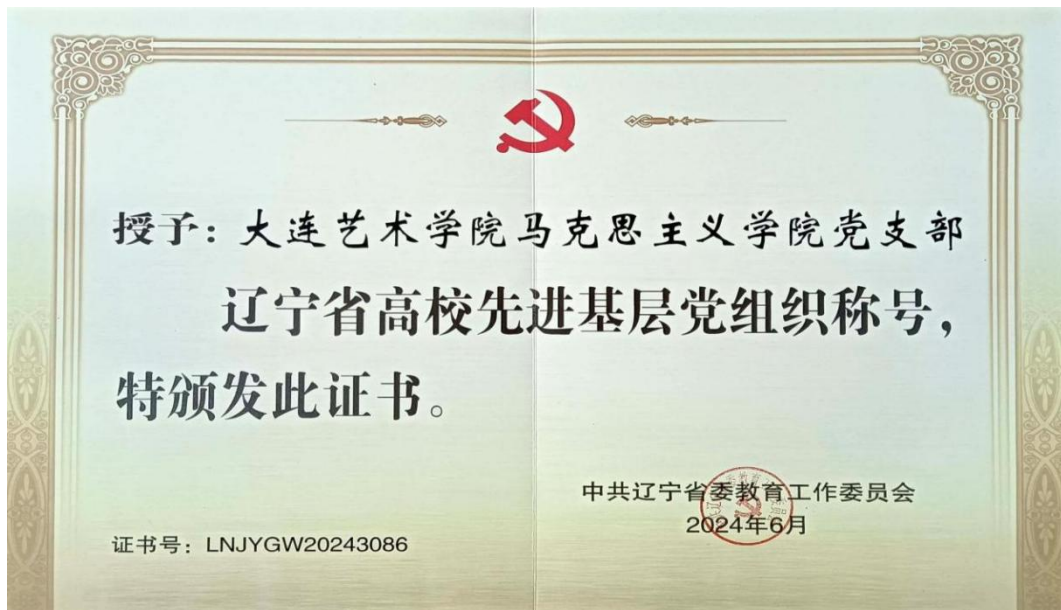 授予：大连艺术学院马克思主义学院党支部
辽宁省高校先进基层党组织称号，
特颁发此证书。
中共辽宁省委教育工作委员会
2024年6月
证书号：LNJYGW20243086